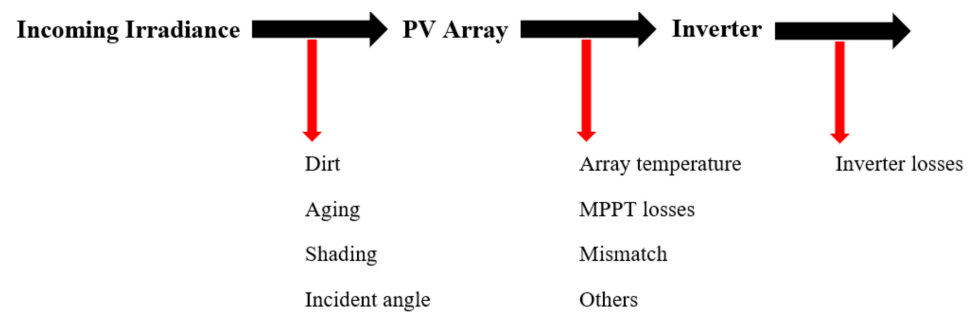 Incoming Irradiance PV Array Inverter
Dirt Array temperature Inverter losses
Aging MPPT losses
Shading Mismatch
Incident angle Others